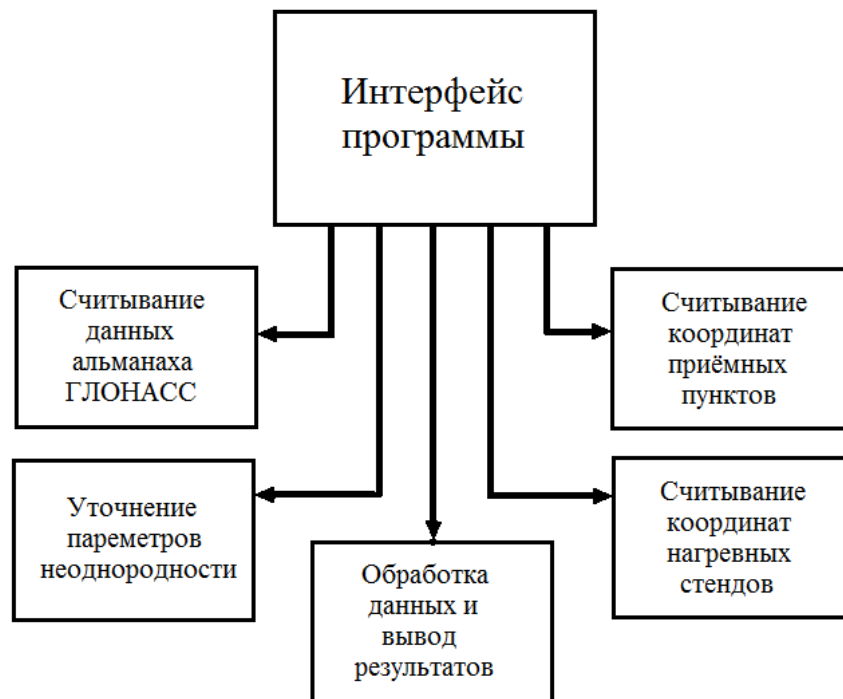 Интерфейс
программы
Считывание
данных
альманаха
ГЛОНАСС
Считывание
координат
приёмных
пунктов
Уточнение
pареметров
неоднородности
Считывание
координат
нагревных
стендов
Обработка
данных и
вывод
результатов